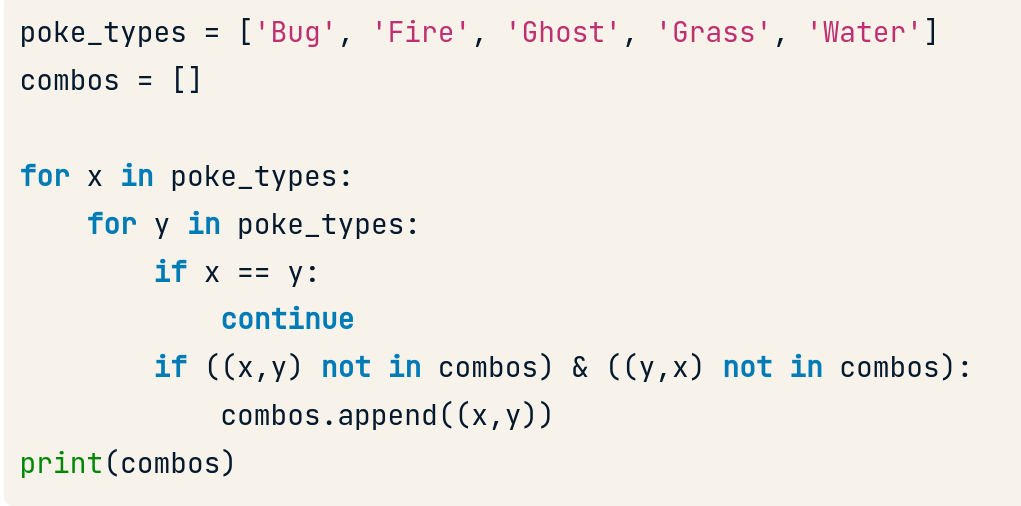 poke_types = ['Bug', 'Fire', 'Ghost', 'Grass', 'Water']
combos = []

for x in poke_types:
    for y in poke_types:
        if x == y:
            continue
        if ((x,y) not in combos) & ((y,x) not in combos):
            combos.append((x,y))
print(combos)